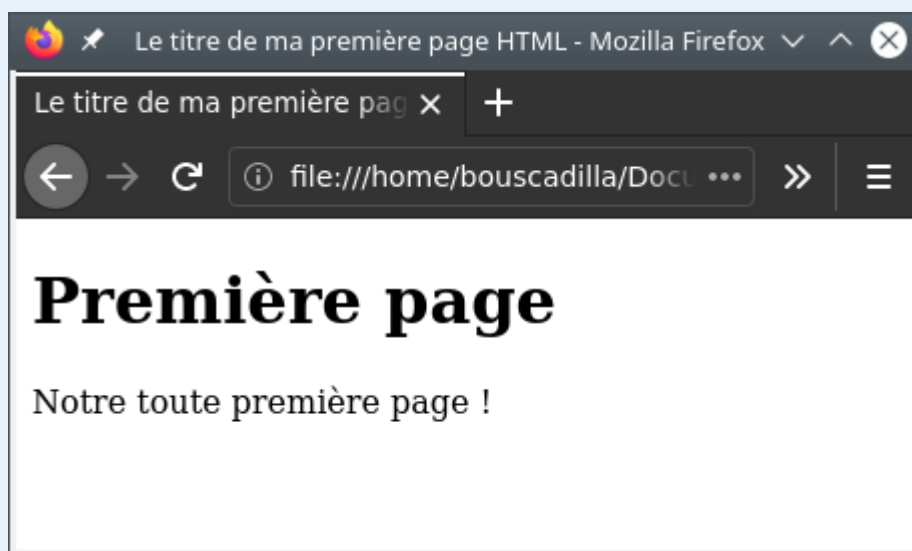 Le titre de ma première page HTML - Mozilla Firefox
Le titre de ma première pag
file:///home/bouscadilla/Docu
Première page
Notre toute première page !